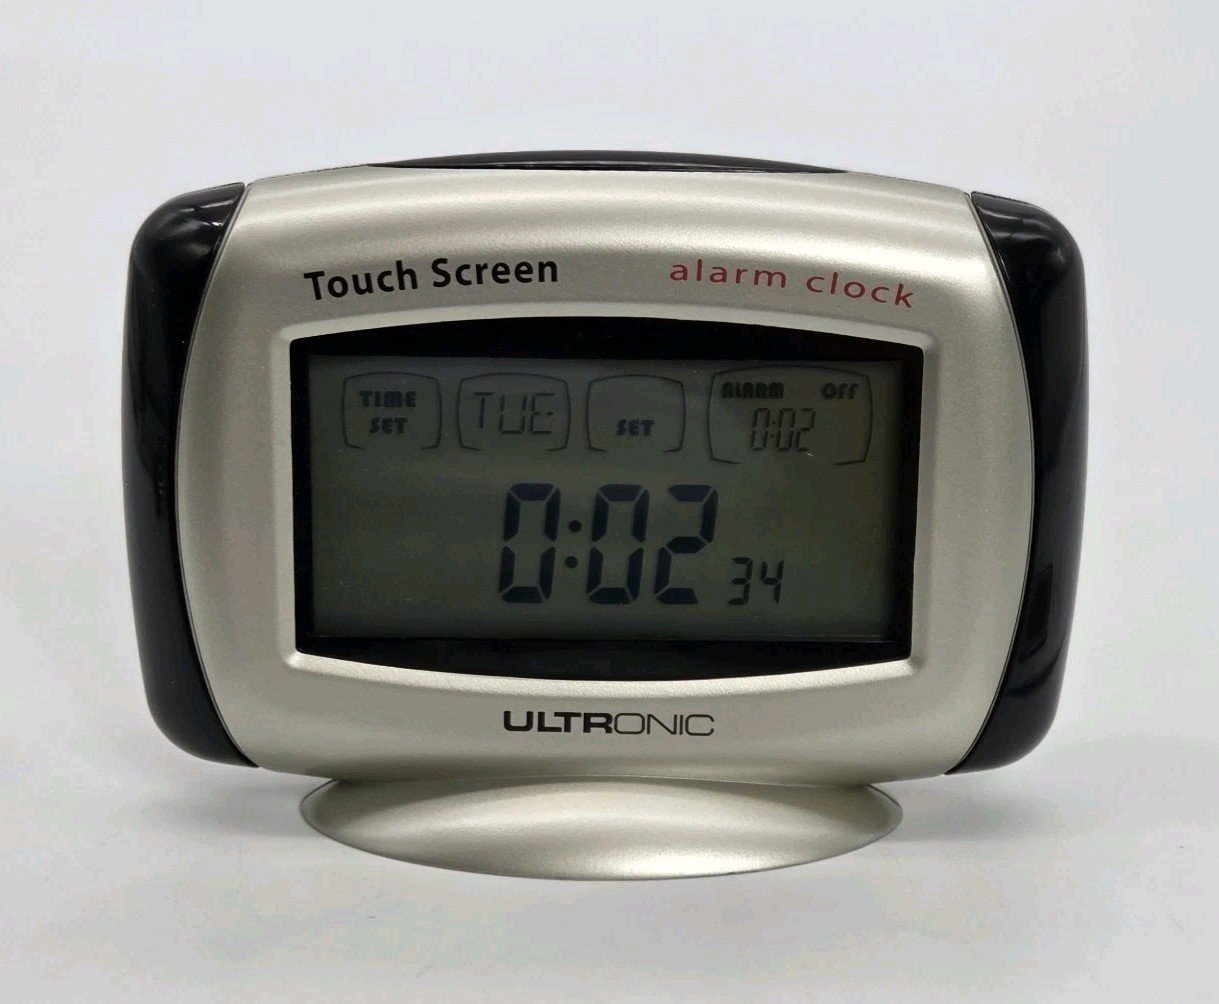 Touch Screen alarm clock
TIME SET
TUE
SET
ALARM OFF
0:02
0:02 34
ULTRONIC